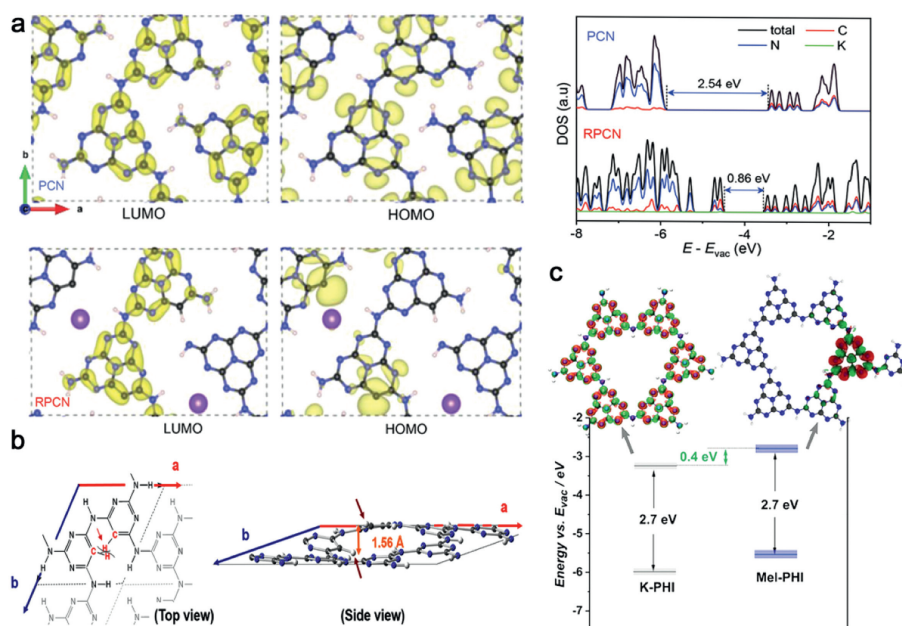 a
b
PCN
a
LUMO
HOMO
RPCN
LUMO
HOMO
DOS (a.u)
PCN
total
C
N
K
2.54 eV
RPCN
0.86 eV
-8
-6
-4
-2
E - Evac (eV)
b
a
b
(Top view)
b
a
1.56 Å
(Side view)
c
Energy vs. Evac / eV
-2
-3
-4
-5
-6
-7
0.4 eV
2.7 eV
2.7 eV
K-PHI
Mel-PHI